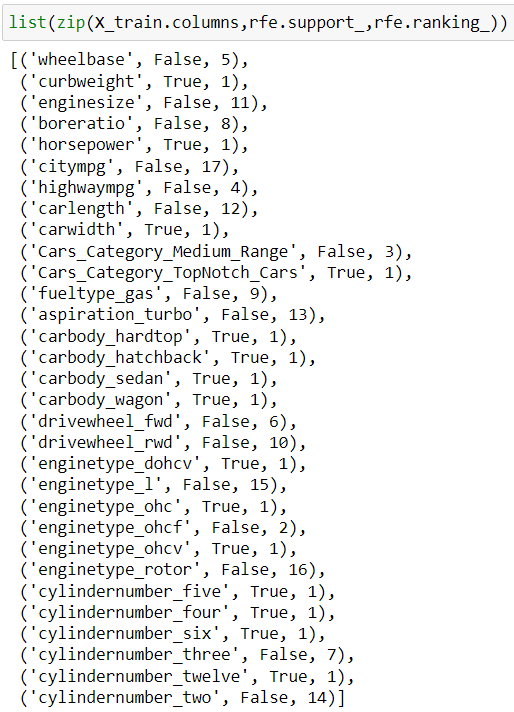 list(zip(X_train.columns,rfe.support_,rfe.ranking_))
[('wheelbase', False, 5),
('curbweight', True, 1),
('enginesize', False, 11),
('boreratio', False, 8),
('horsepower', True, 1),
('citympg', False, 17),
('highwaympg', False, 4),
('carlength', False, 12),
('carwidth', True, 1),
('Cars_Category_Medium_Range', False, 3),
('Cars_Category_TopNotch_Cars', True, 1),
('fueltype_gas', False, 9),
('aspiration_turbo', False, 13),
('carbody_hardtop', True, 1),
('carbody_hatchback', True, 1),
('carbody_sedan', True, 1),
('carbody_wagon', True, 1),
('drivewheel_fwd', False, 6),
('drivewheel_rwd', False, 10),
('enginetype_dohcv', True, 1),
('enginetype_l', False, 15),
('enginetype_ohc', True, 1),
('enginetype_ohcf', False, 2),
('enginetype_ohcv', True, 1),
('enginetype_rotor', False, 16),
('cylindernumber_five', True, 1),
('cylindernumber_four', True, 1),
('cylindernumber_six', True, 1),
('cylindernumber_three', False, 7),
('cylindernumber_twelve', True, 1),
('cylindernumber_two', False, 14)]